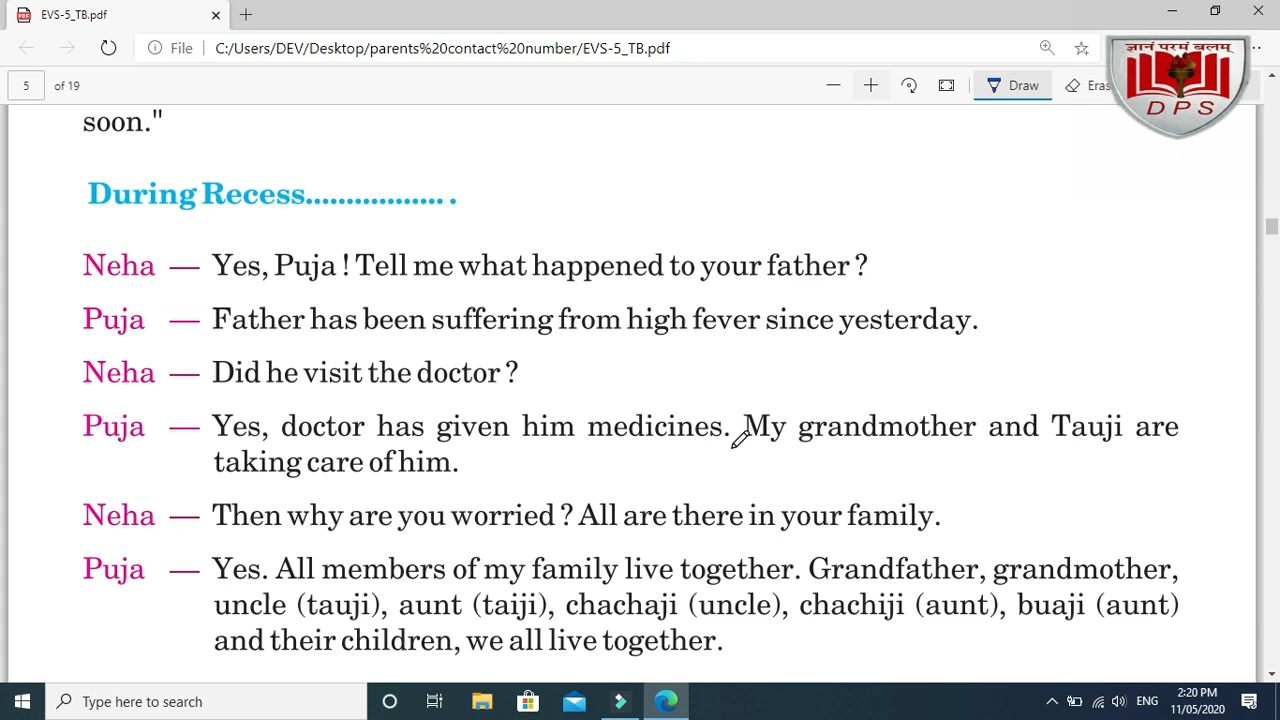 EVS-5_TB.pdf
File C:/Users/DEV/Desktop/parents%20contact%20number/EVS-5_TB.pdf
5 of 19 Draw Eras
ज्ञानं परमं बलम्
DPS
soon."
During Recess................. .
Neha — Yes, Puja ! Tell me what happened to your father ?
Puja — Father has been suffering from high fever since yesterday.
Neha — Did he visit the doctor ?
Puja — Yes, doctor has given him medicines. My grandmother and Tauji are
taking care of him.
Neha — Then why are you worried ? All are there in your family.
Puja — Yes. All members of my family live together. Grandfather, grandmother,
uncle (tauji), aunt (taiji), chachaji (uncle), chachiji (aunt), buaji (aunt)
and their children, we all live together.
Type here to search
ENG
2:20 PM
11/05/2020